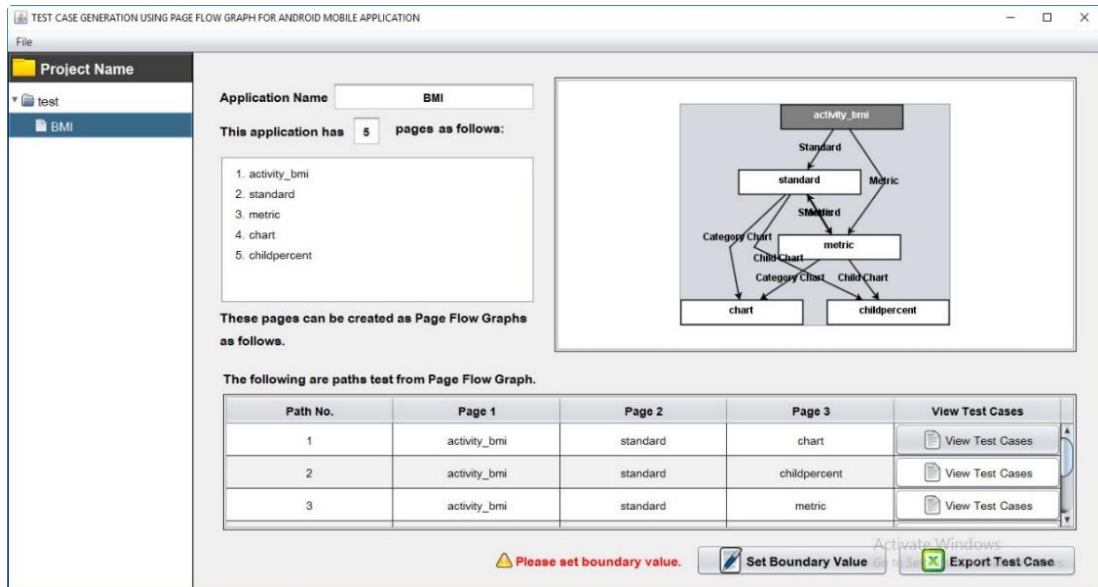 TEST CASE GENERATION USING PAGE FLOW GRAPH FOR ANDROID MOBILE APPLICATION
File
Project Name
test
BMI
Application Name BMI
This application has 5 pages as follows:
1. activity_bmi
2. standard
3. metric
4. chart
5. childpercent
These pages can be created as Page Flow Graphs
as follows.
activity_bmi
Standard
standard
Metric
Category Chart
metric
Child Chart
Category Chart Child Chart
chart childpercent
The following are paths test from Page Flow Graph.
Path No. Page 1 Page 2 Page 3 View Test Cases
1 activity_bmi standard chart View Test Cases
2 activity_bmi standard childpercent View Test Cases
3 activity_bmi standard metric View Test Cases
Activate Windows
Please set boundary value. Set Boundary Value Export Test Case